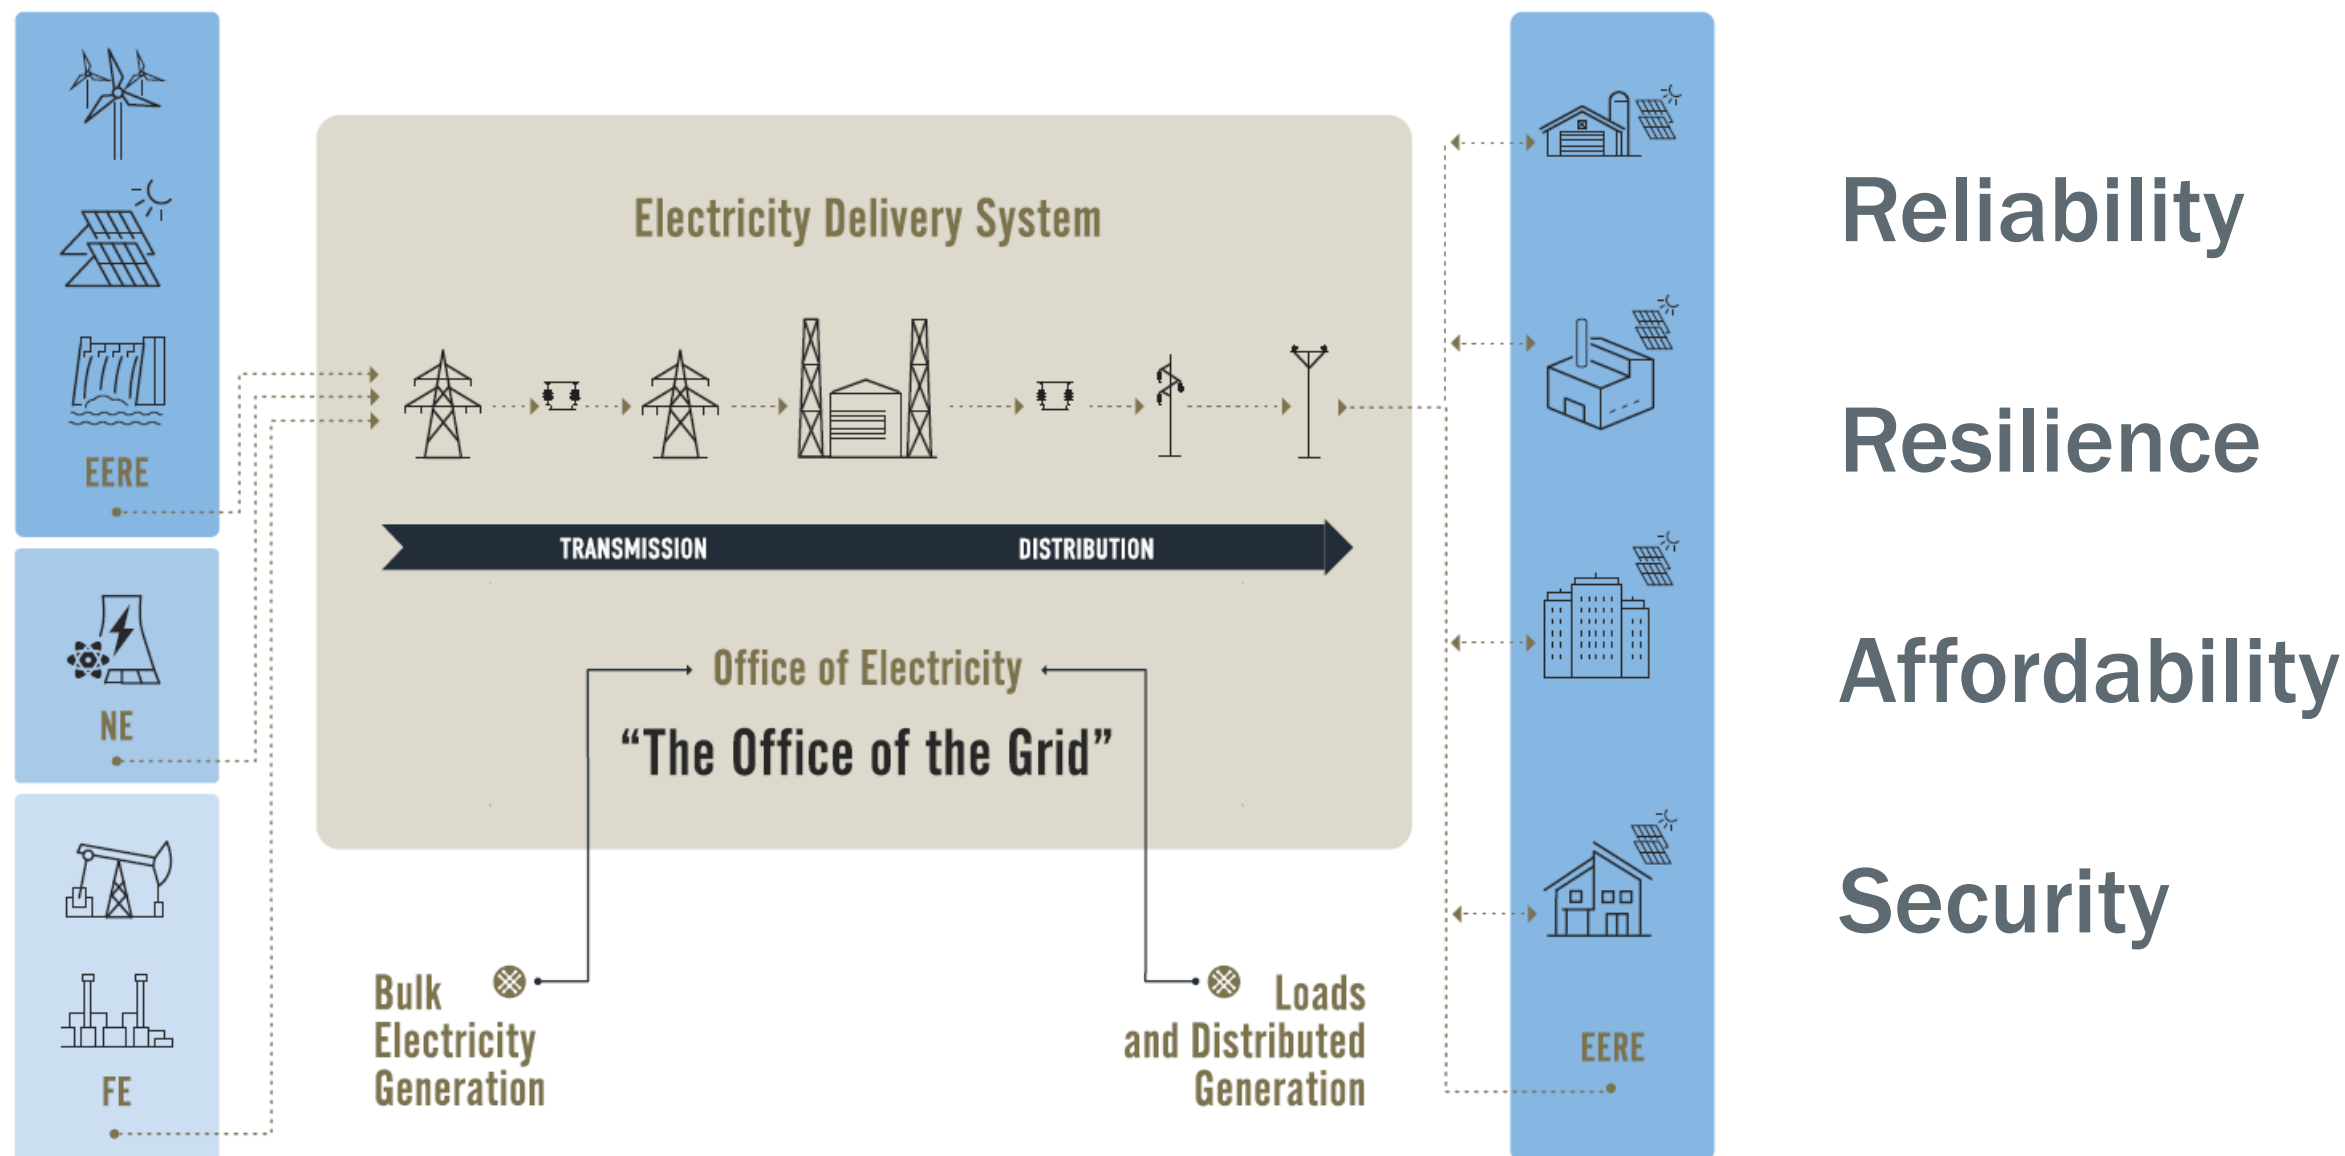 EERE
NE
FE
Electricity Delivery System
TRANSMISSION
DISTRIBUTION
Office of Electricity
“The Office of the Grid”
Bulk
Electricity
Generation
Loads
and Distributed
Generation
EERE
Reliability
Resilience
Affordability
Security